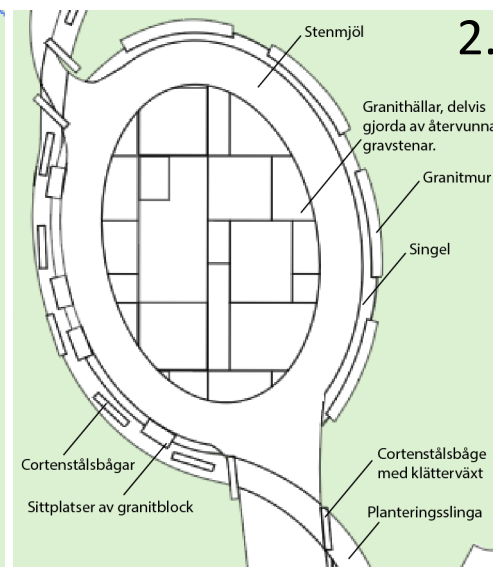 2.
Stenmjöl
Granithällar, delvis
gjorda av återvunna
gravstenar.
Granitmur
Singel
Cortenstålsbågar
Sittplatser av granitblock
Cortenstålsbåge
med klätterväxt
Planteringsslinga